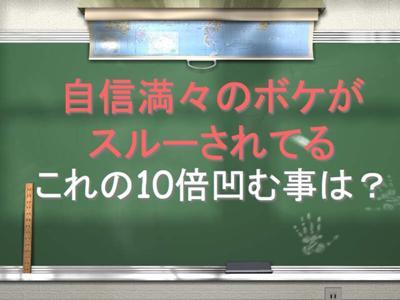 自信満々のボケが
スルーされてる
これの10倍凹む事は？